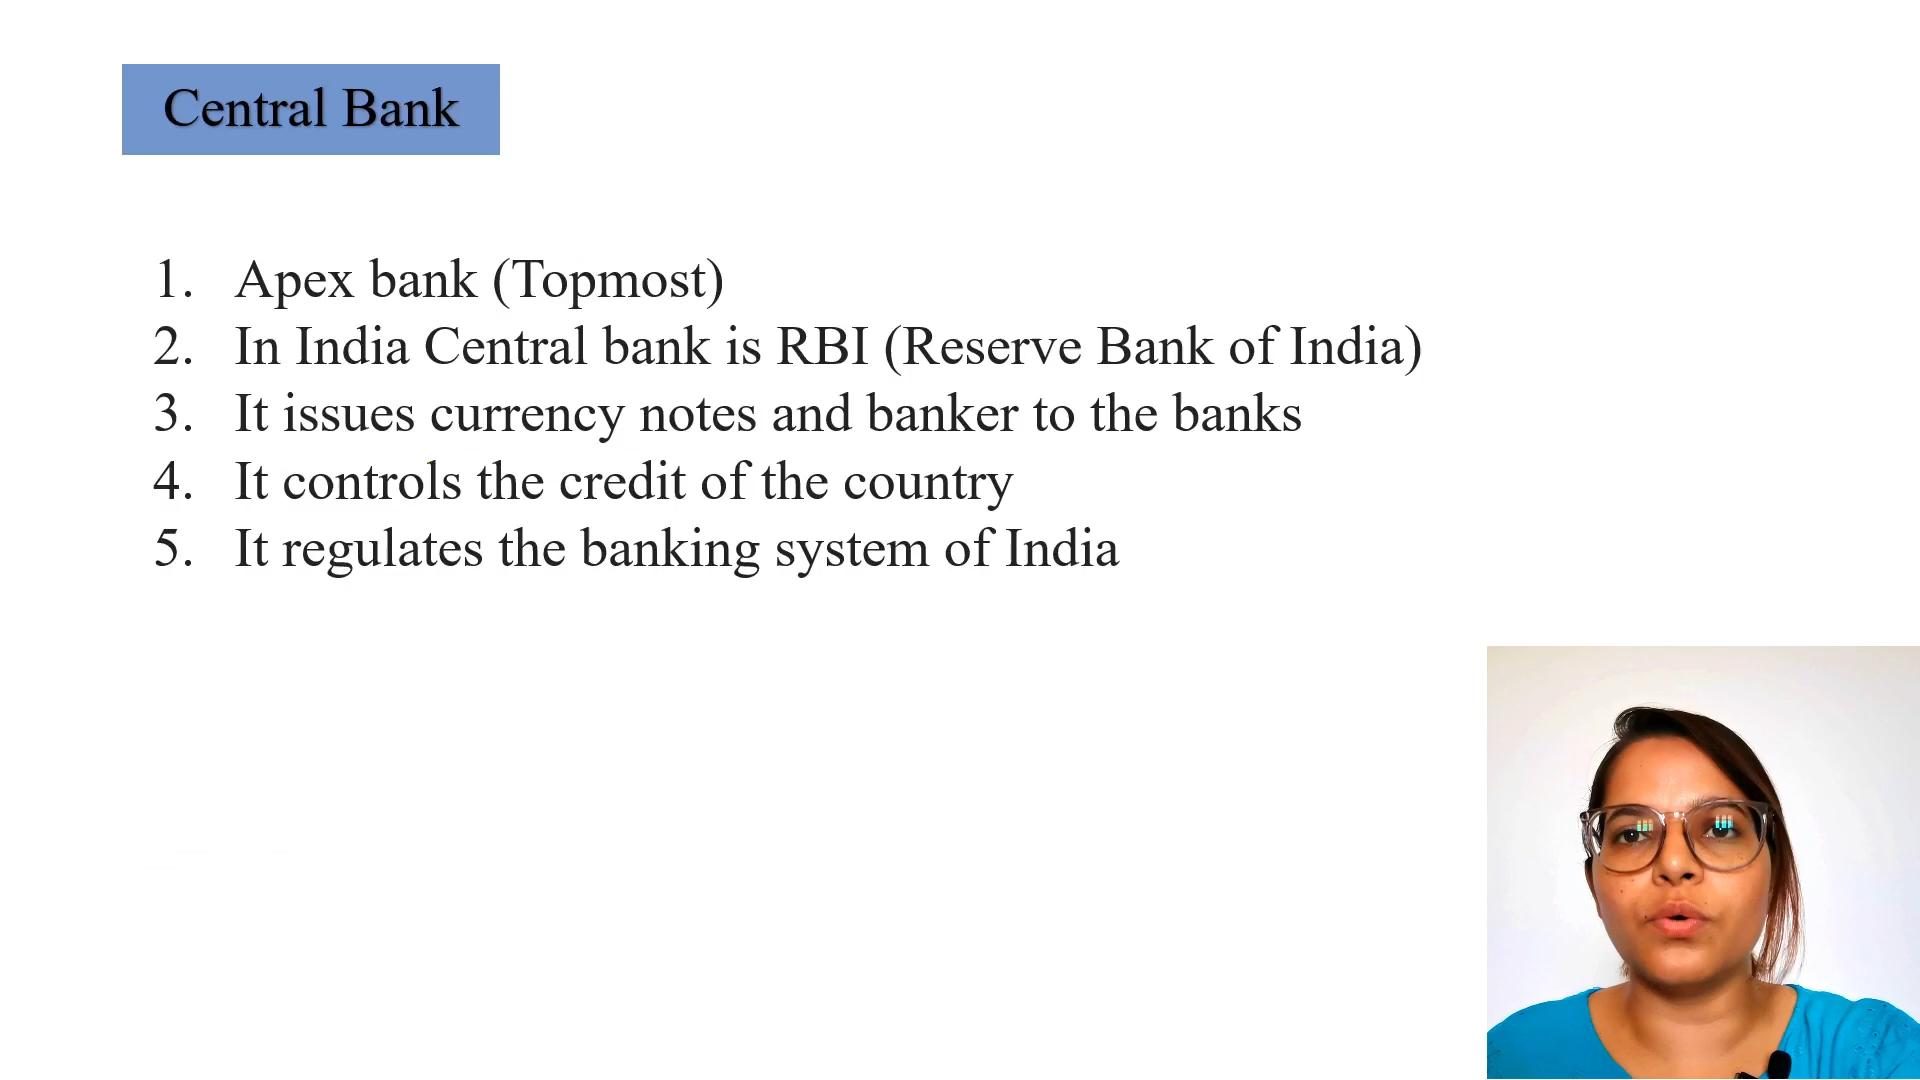 Central Bank
1. Apex bank (Topmost)
2. In India Central bank is RBI (Reserve Bank of India)
3. It issues currency notes and banker to the banks
4. It controls the credit of the country
5. It regulates the banking system of India